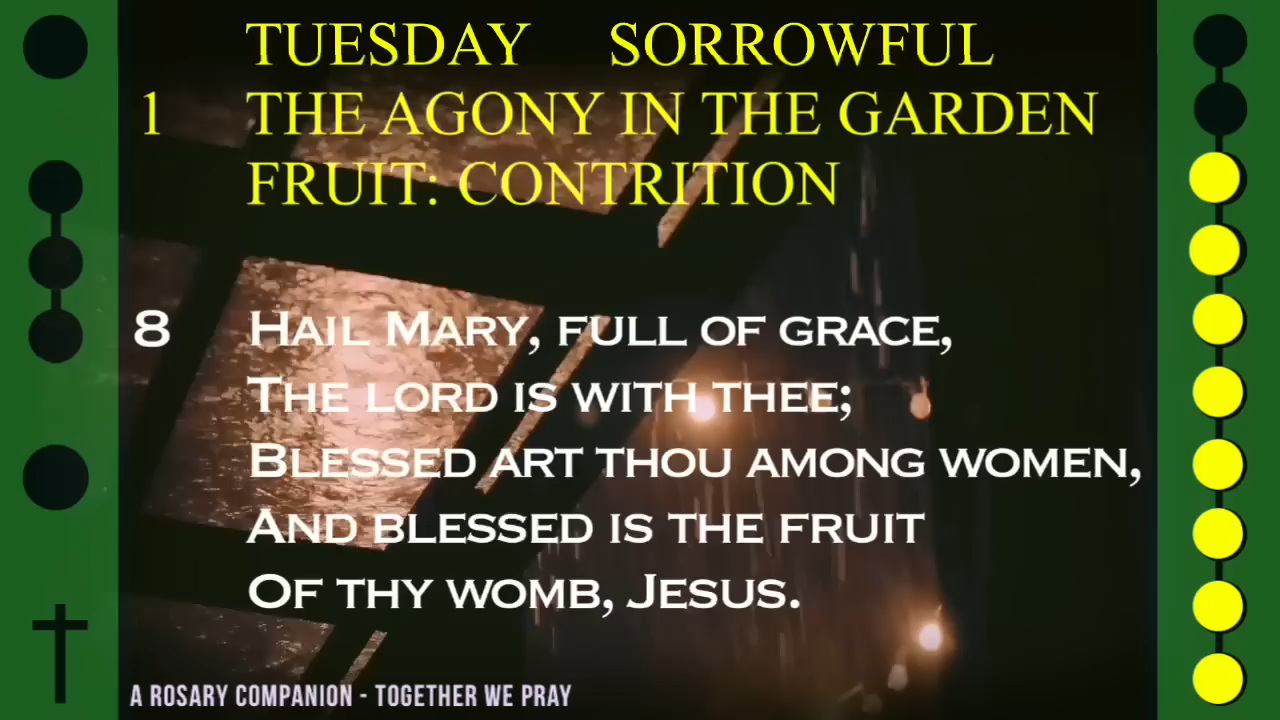 TUESDAY SORROWFUL
1 THE AGONY IN THE GARDEN
FRUIT: CONTRITION
8 HAIL MARY, FULL OF GRACE,
THE LORD IS WITH THEE;
BLESSED ART THOU AMONG WOMEN,
AND BLESSED IS THE FRUIT
OF THY WOMB, JESUS.
A ROSARY COMPANION - TOGETHER WE PRAY